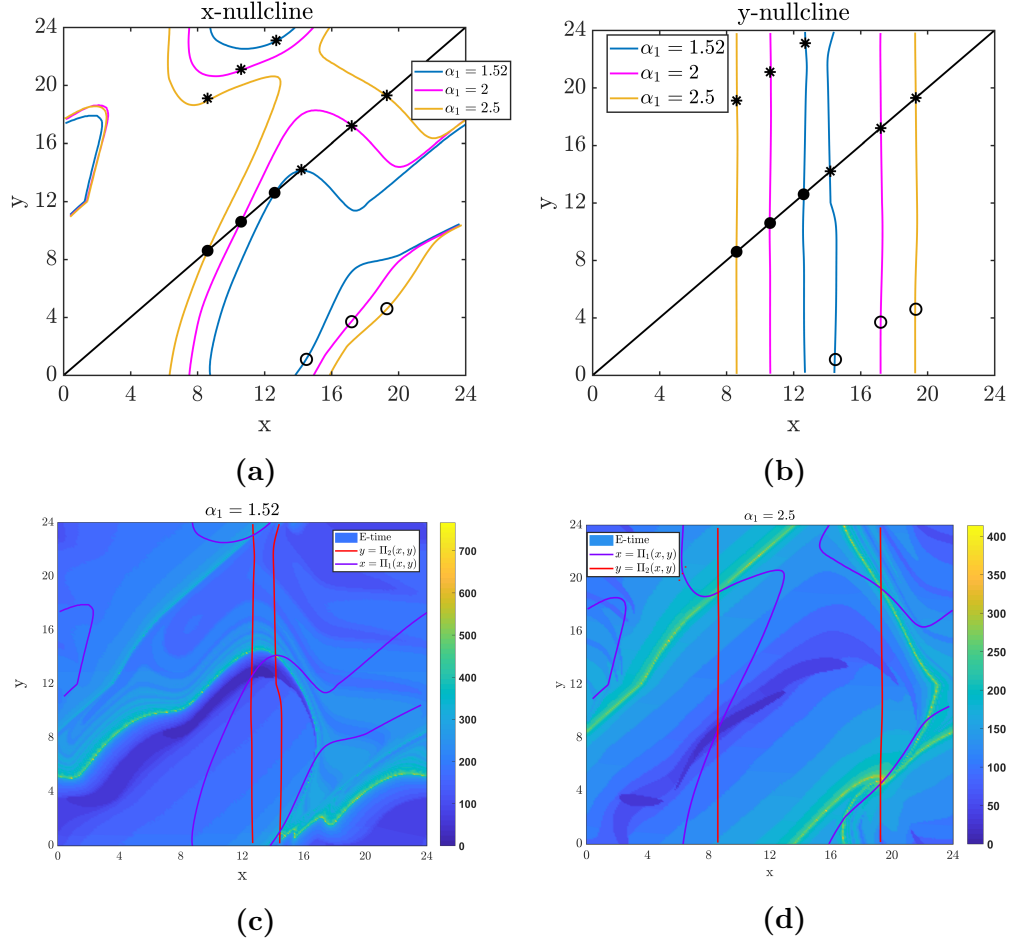 x-nullcline
24
20
16
12
8
4
0
y
0 4 8 12 16 20 24
x
α₁ = 1.52
α₁ = 2
α₁ = 2.5
(a)
y-nullcline
24
20
16
12
8
4
0
y
0 4 8 12 16 20 24
x
α₁ = 1.52
α₁ = 2
α₁ = 2.5
(b)
α₁ = 1.52
24
20
16
12
8
4
0
y
0 4 8 12 16 20 24
x
E-time
y = Π₂(x, y)
x = Π₁(x, y)
700
600
500
400
300
200
100
0
(c)
α₁ = 2.5
24
20
16
12
8
4
0
y
0 4 8 12 16 20 24
x
E-time
x = Π₁(x, y)
y = Π₂(x, y)
400
350
300
250
200
150
100
50
0
(d)